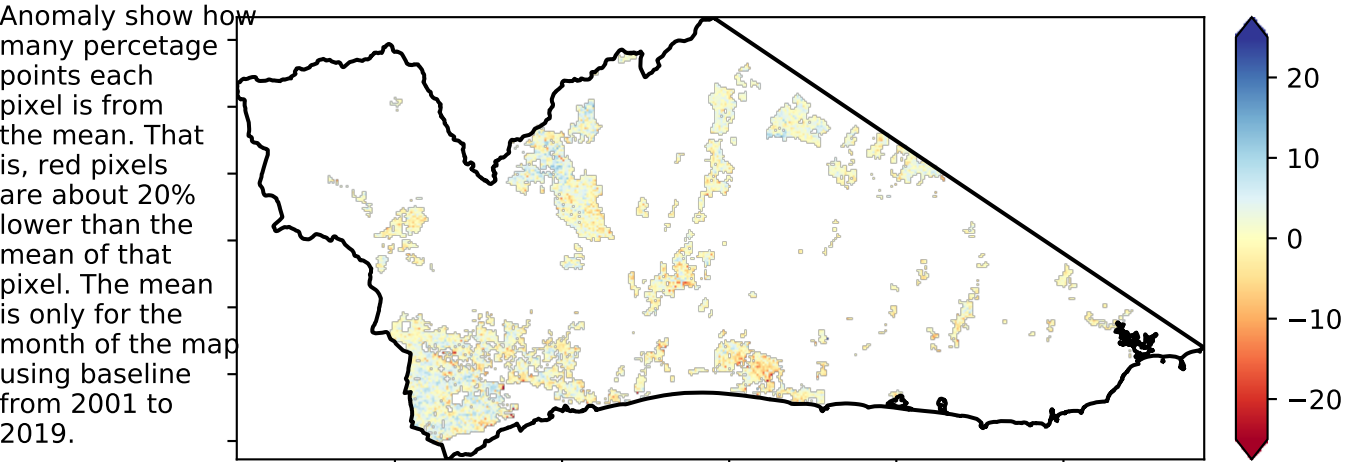 Anomaly show how
many percetage
points each
pixel is from
the mean. That
is, red pixels
are about 20%
lower than the
mean of that
pixel. The mean
is only for the
month of the map
using baseline
from 2001 to
2019.
20
10
0
−10
−20